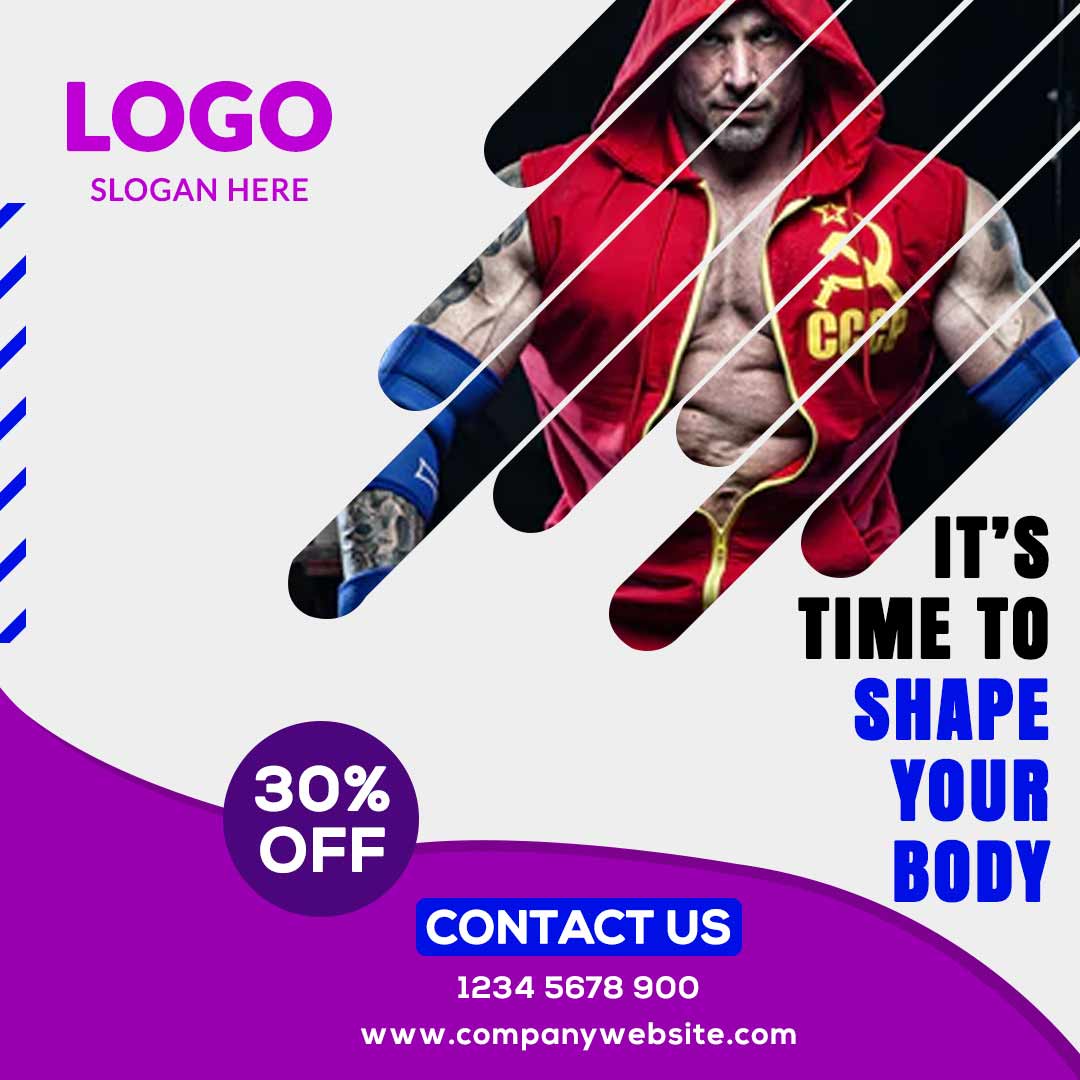 LOGO
SLOGAN HERE
CCCP
IT'S
TIME TO
SHAPE
YOUR
BODY
30%
OFF
CONTACT US
1234 5678 900
www.companywebsite.com